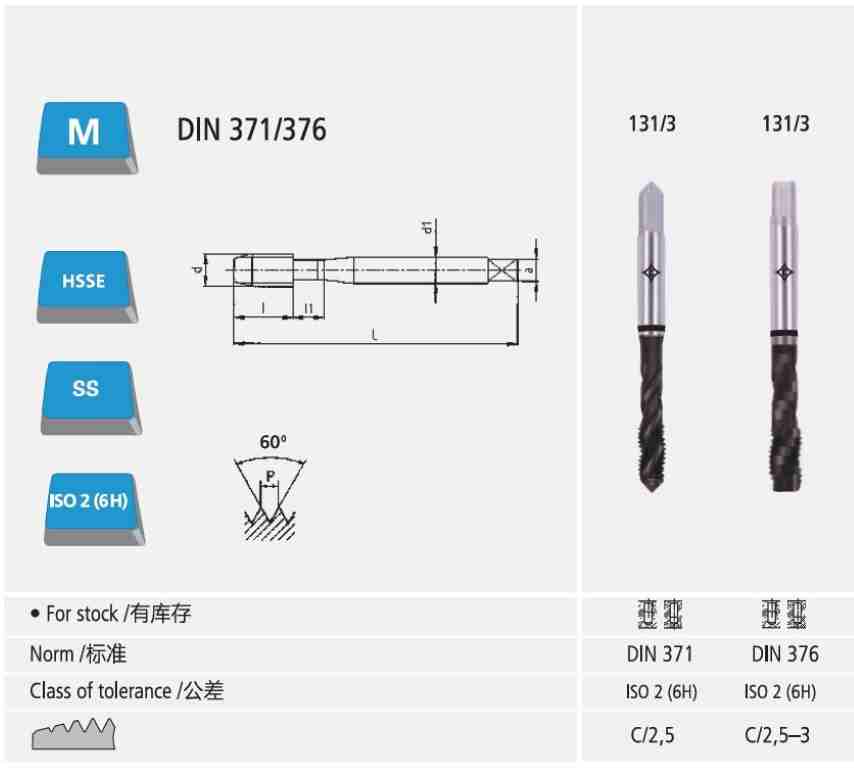 M
DIN 371/376
131/3
131/3
HSSE
SS
ISO 2 (6H)
d
d1
a
l
l1
L
60°
P
• For stock /有库存
Norm /标准
DIN 371
DIN 376
Class of tolerance /公差
ISO 2 (6H)
ISO 2 (6H)
C/2,5
C/2,5–3